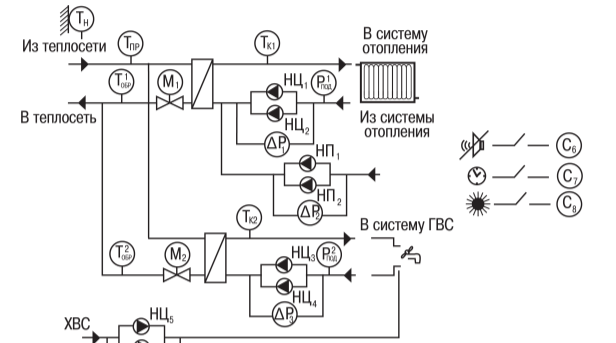 Tн
Из теплосети
Tпр
Tк1
В систему
отопления
T¹обр
M1
НЦ1
P¹под
В теплосеть
НЦ2
Из системы
отопления
ΔP1
НП1
НП2
ΔP2
C6
C7
C8
Tк2
В систему ГВС
T²обр
M2
НЦ3
P²под
НЦ4
ΔP3
ХВС
НЦ5